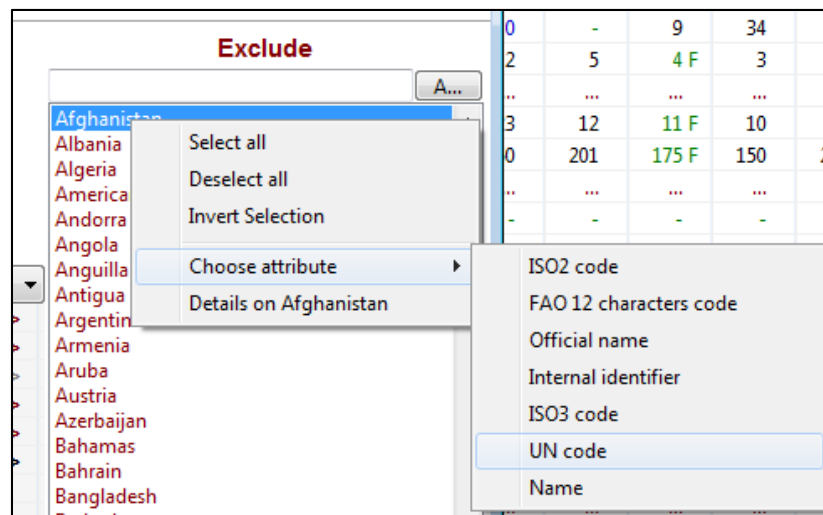 Exclude
A...
Afghanistan
Albania
Algeria
America
Andorra
Angola
Anguilla
Antigua
Argentin
Armenia
Aruba
Austria
Azerbaijan
Bahamas
Bahrain
Bangladesh
Select all
Deselect all
Invert Selection
Choose attribute
Details on Afghanistan
ISO2 code
FAO 12 characters code
Official name
Internal identifier
ISO3 code
UN code
Name
0 - 9 34
2 5 4 F 3
... ... ... ...
3 12 11 F 10
0 201 175 F 150
... ... ...
- - - -